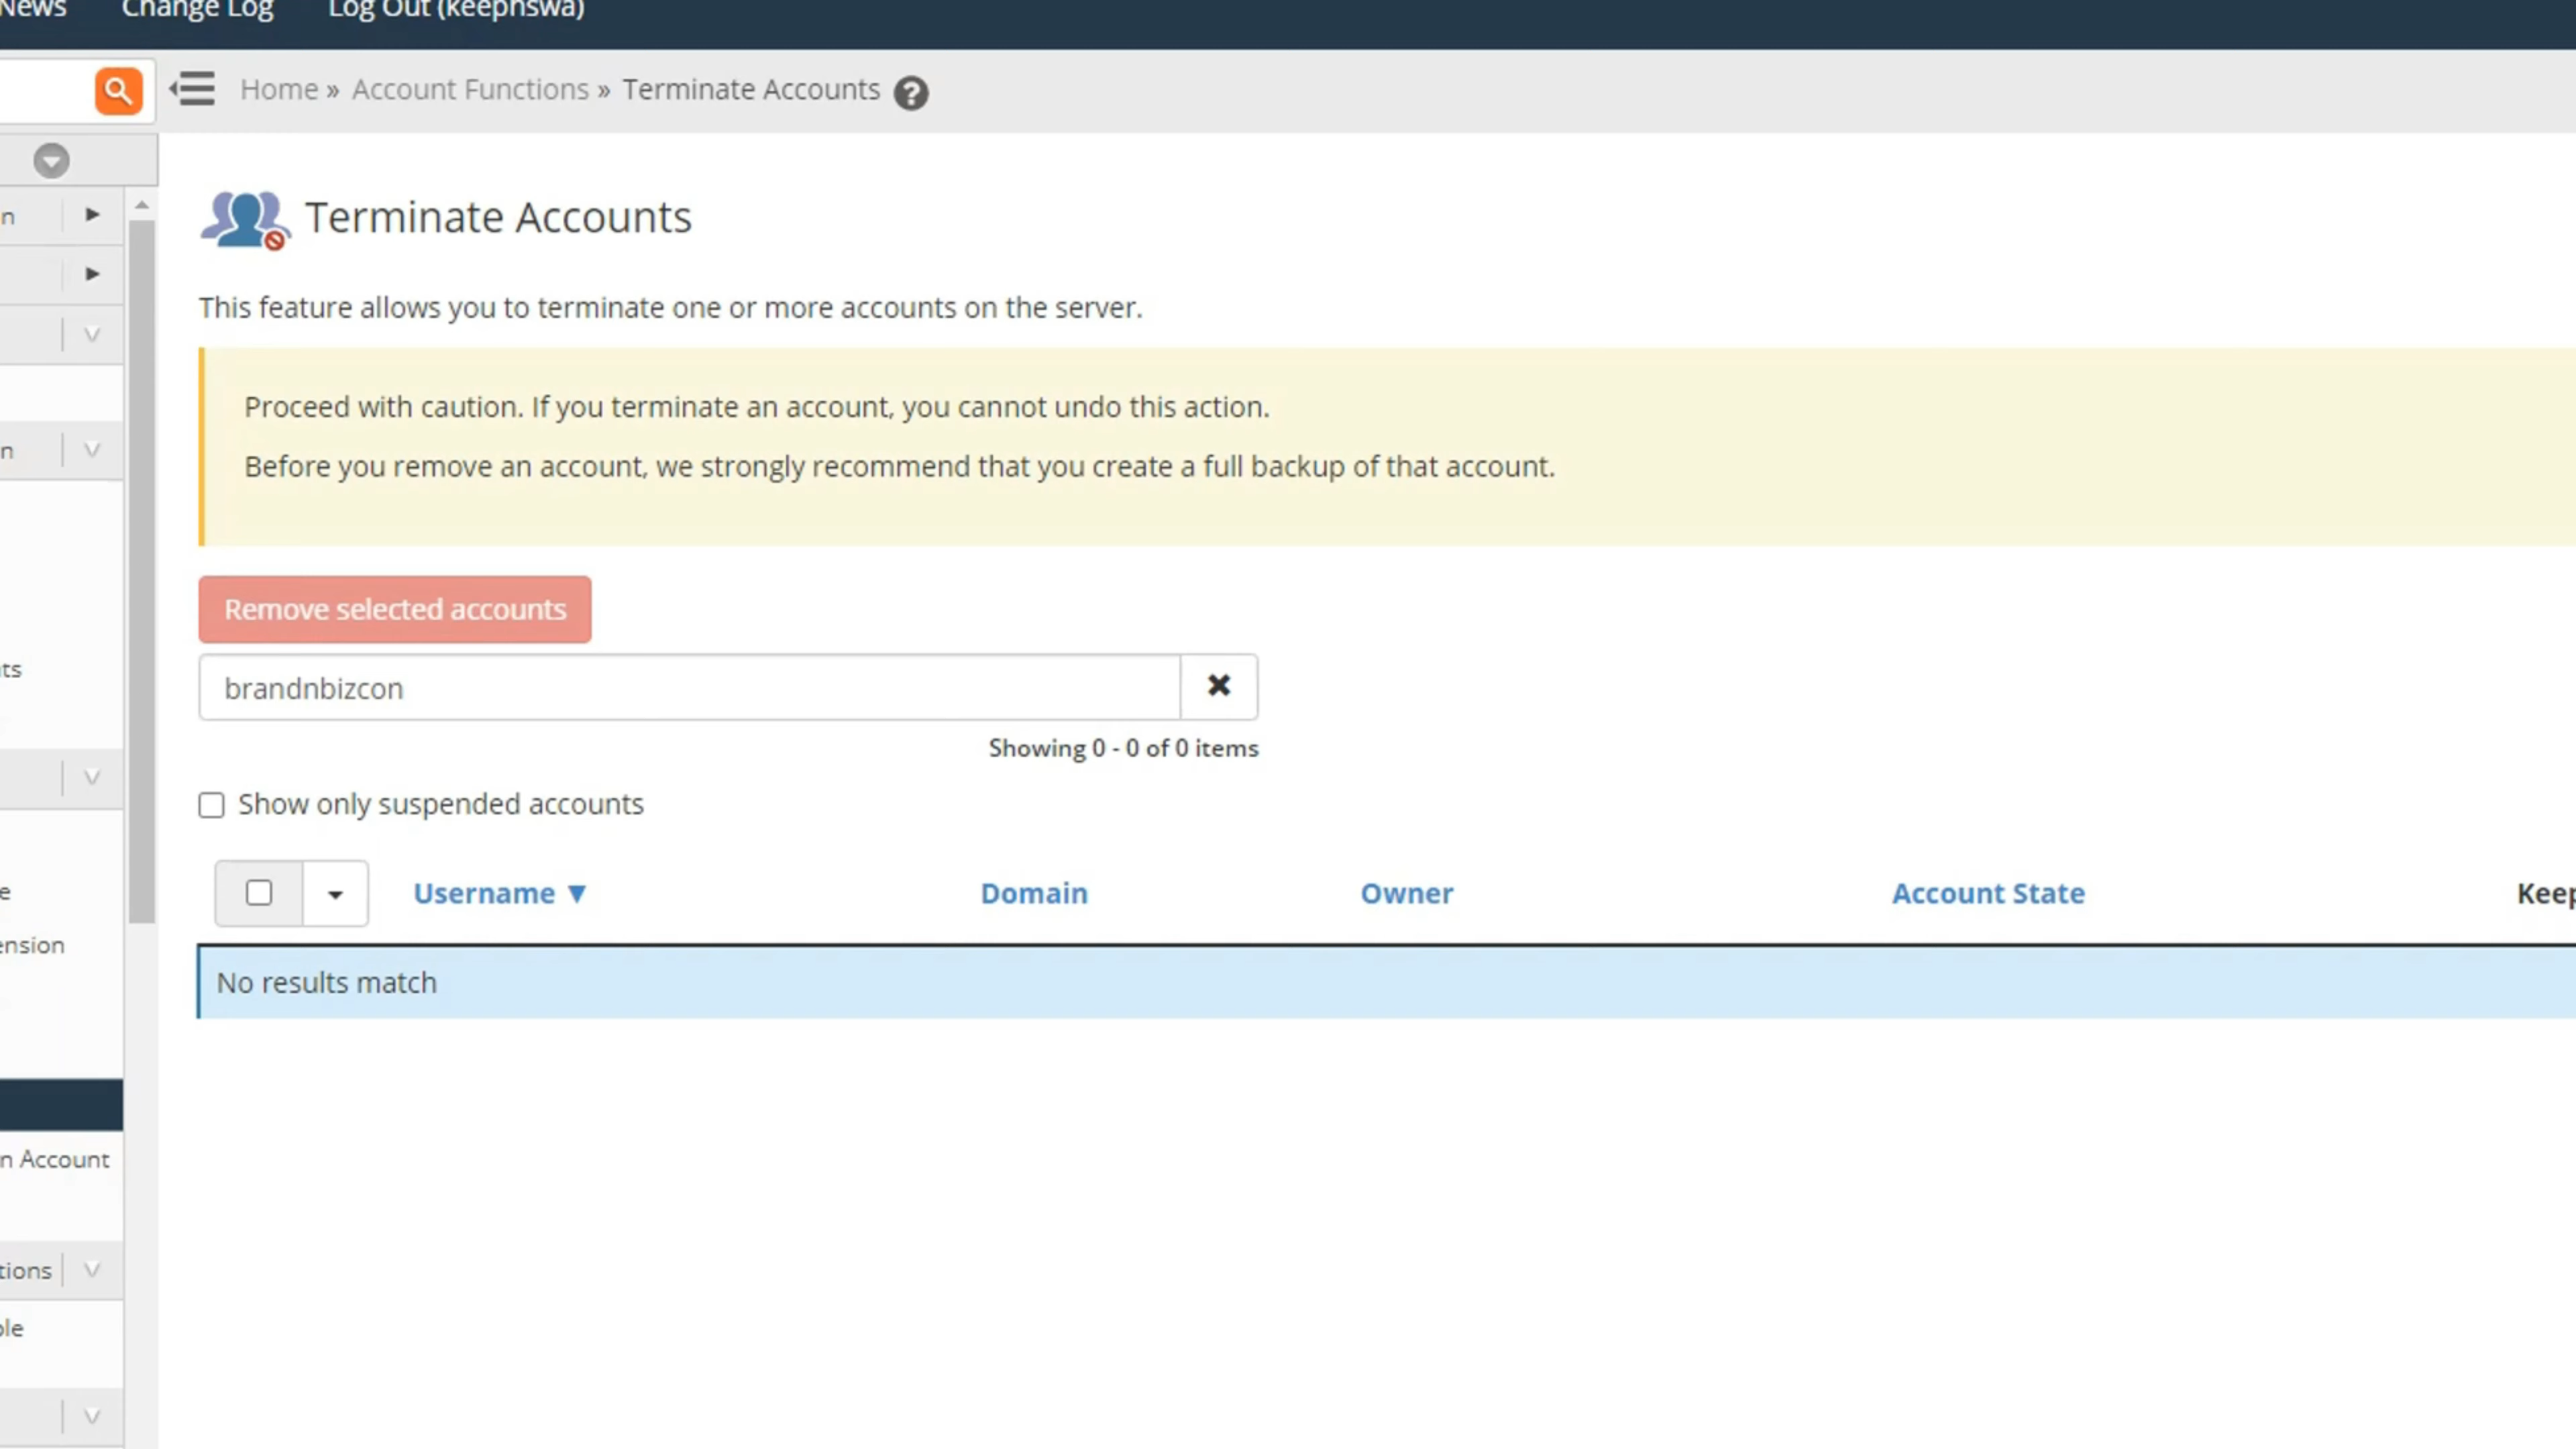 News Change Log Log Out (keephswa)
Home » Account Functions » Terminate Accounts
Terminate Accounts
This feature allows you to terminate one or more accounts on the server.
Proceed with caution. If you terminate an account, you cannot undo this action.
Before you remove an account, we strongly recommend that you create a full backup of that account.
Remove selected accounts
brandnbizcon
Showing 0 - 0 of 0 items
Show only suspended accounts
Username ▼ Domain Owner Account State Keep
No results match
n
n
ts
e
ension
n Account
tions
ole